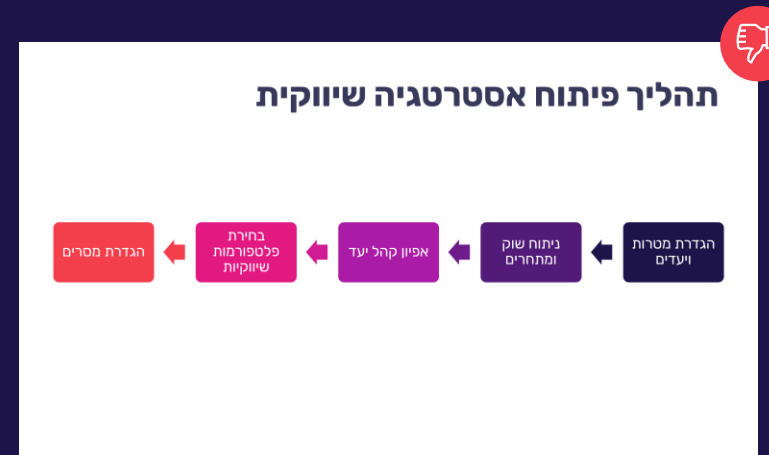 תהליך פיתוח אסטרטגיה שיווקית
הגדרת מטרות
ויעדים
ניתוח שוק
ומתחרים
אפיון קהל יעד
בחירת
פלטפורמות
שיווקיות
הגדרת מסרים